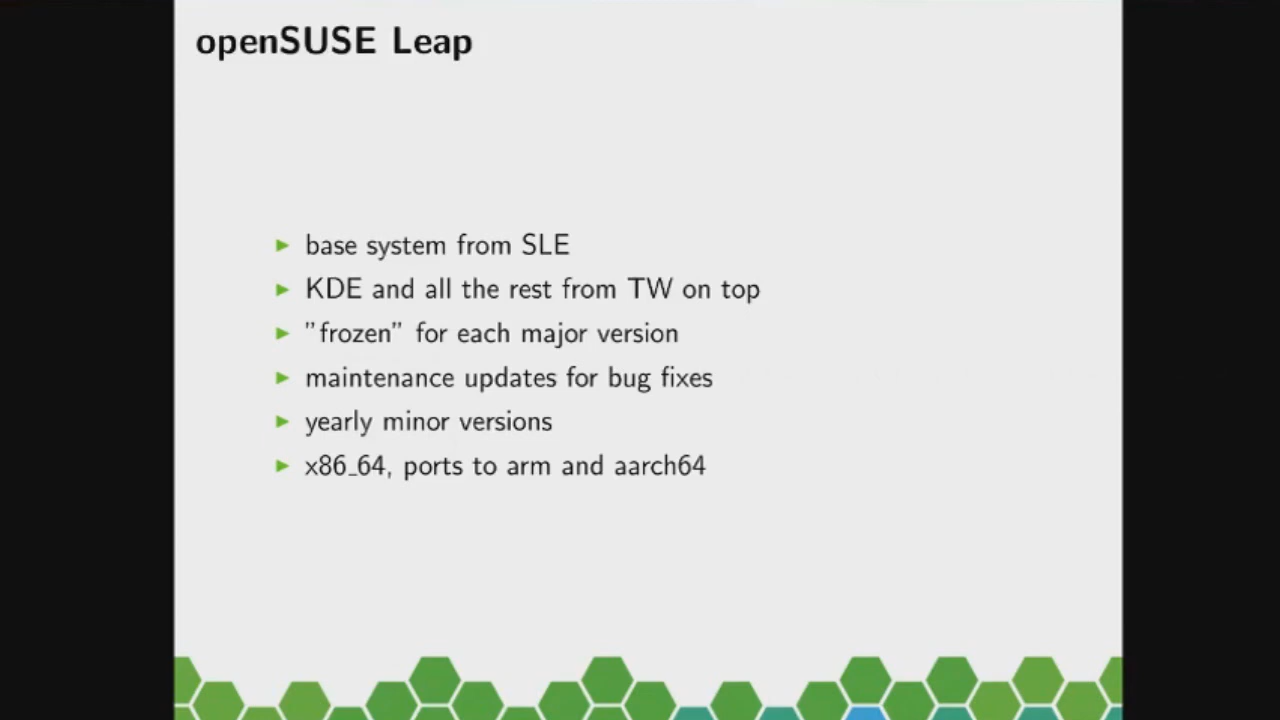 openSUSE Leap
base system from SLE
KDE and all the rest from TW on top
"frozen" for each major version
maintenance updates for bug fixes
yearly minor versions
x86_64, ports to arm and aarch64